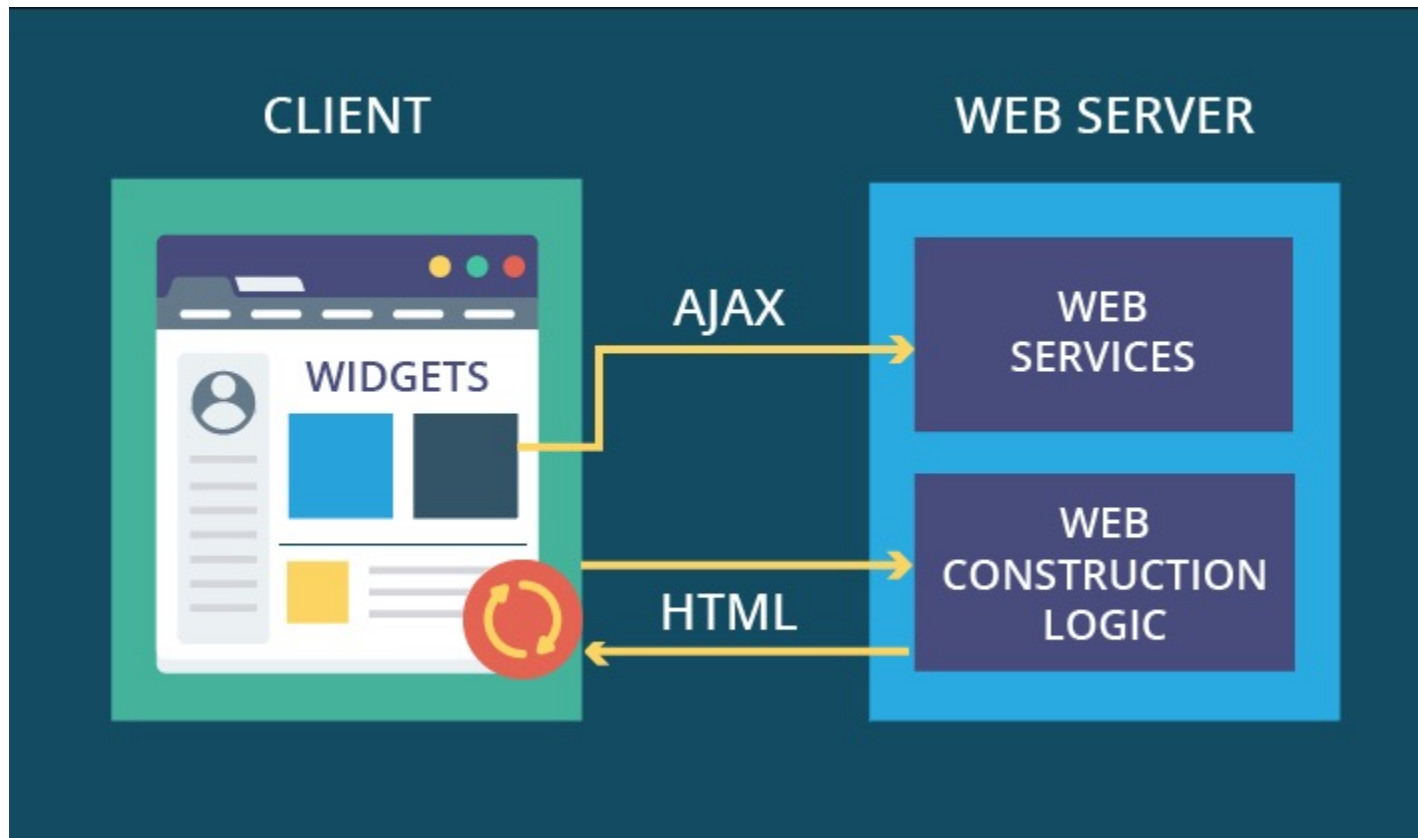 CLIENT
WEB SERVER
WIDGETS
AJAX
WEB
SERVICES
HTML
WEB
CONSTRUCTION
LOGIC